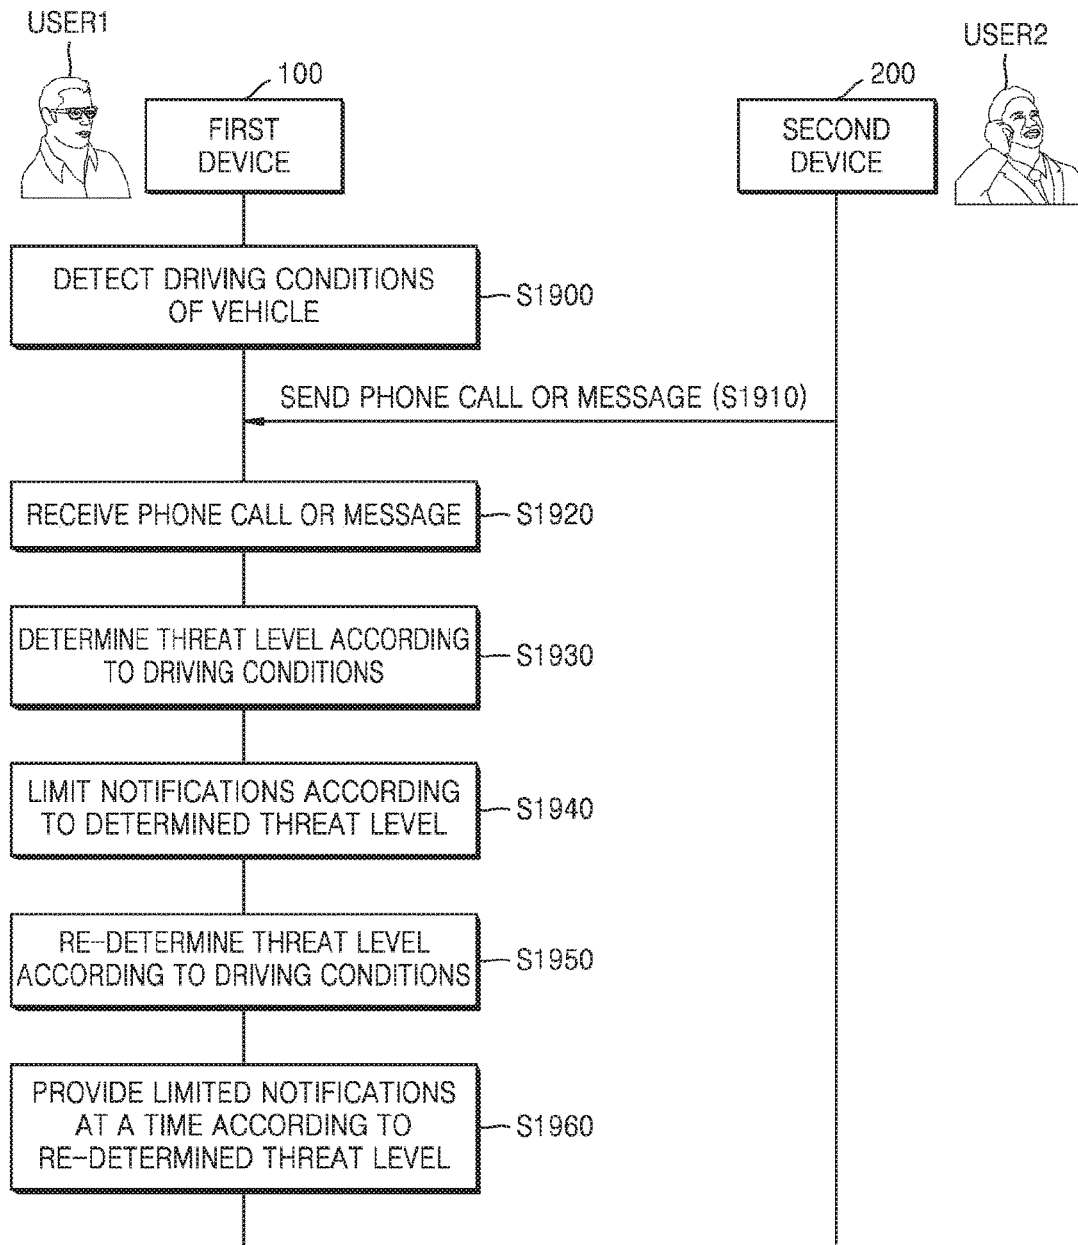 USER1
USER2
100
200
FIRST
DEVICE
SECOND
DEVICE
DETECT DRIVING CONDITIONS
OF VEHICLE
S1900
SEND PHONE CALL OR MESSAGE (S1910)
RECEIVE PHONE CALL OR MESSAGE
S1920
DETERMINE THREAT LEVEL ACCORDING
TO DRIVING CONDITIONS
S1930
LIMIT NOTIFICATIONS ACCORDING
TO DETERMINED THREAT LEVEL
S1940
RE-DETERMINE THREAT LEVEL
ACCORDING TO DRIVING CONDITIONS
S1950
PROVIDE LIMITED NOTIFICATIONS
AT A TIME ACCORDING TO
RE-DETERMINED THREAT LEVEL
S1960